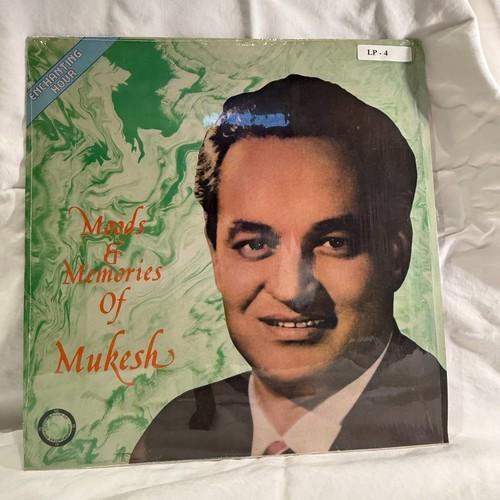 ENCHANTING
HOUR
LP - 4
Moods
&
Memories
Of
Mukesh